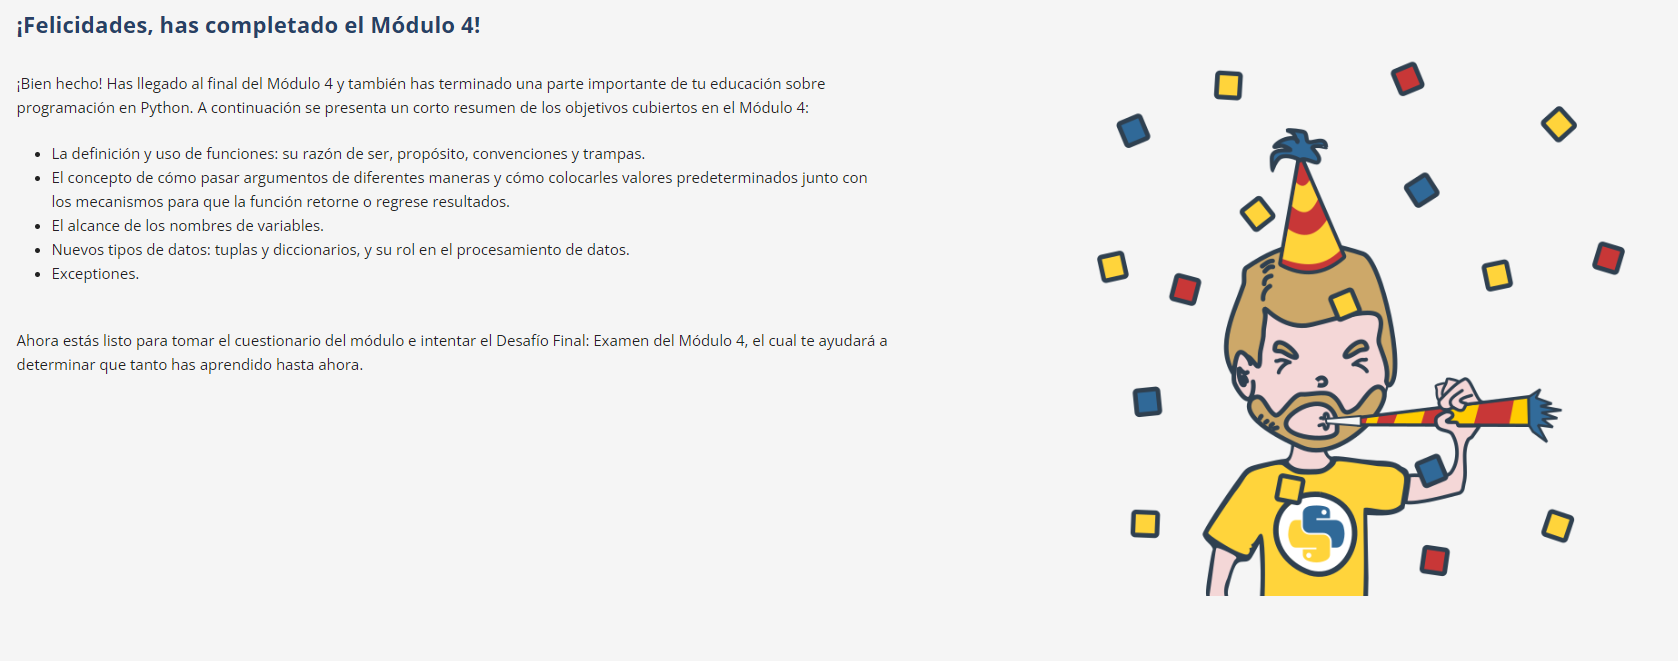 ¡Felicidades, has completado el Módulo 4!
¡Bien hecho! Has llegado al final del Módulo 4 y también has terminado una parte importante de tu educación sobre
programación en Python. A continuación se presenta un corto resumen de los objetivos cubiertos en el Módulo 4:
• La definición y uso de funciones: su razón de ser, propósito, convenciones y trampas.
• El concepto de cómo pasar argumentos de diferentes maneras y cómo colocarles valores predeterminados junto con
los mecanismos para que la función retorne o regrese resultados.
• El alcance de los nombres de variables.
• Nuevos tipos de datos: tuplas y diccionarios, y su rol en el procesamiento de datos.
• Exceptiones.
Ahora estás listo para tomar el cuestionario del módulo e intentar el Desafío Final: Examen del Módulo 4, el cual te ayudará a
determinar que tanto has aprendido hasta ahora.